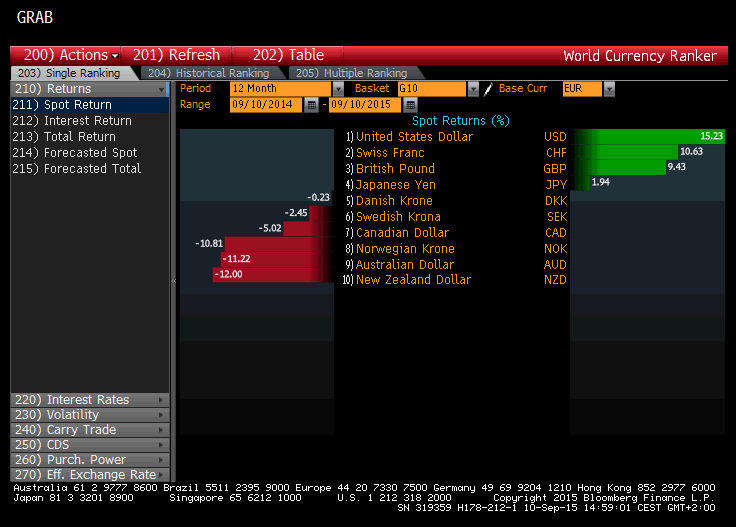 GRAB
200) Actions 201) Refresh 202) Table World Currency Ranker
203) Single Ranking 204) Historical Ranking 205) Multiple Ranking
210) Returns Period 12 Month Basket G10 Base Curr EUR
211) Spot Return Range 09/10/2014 - 09/10/2015
212) Interest Return Spot Returns (%)
213) Total Return 1) United States Dollar USD 15.23
214) Forecasted Spot 2) Swiss Franc CHF 10.63
215) Forecasted Total 3) British Pound GBP 9.43
4) Japanese Yen JPY 1.94
-0.23 5) Danish Krone DKK
-2.45 6) Swedish Krona SEK
-5.02 7) Canadian Dollar CAD
-10.81 8) Norwegian Krone NOK
-11.22 9) Australian Dollar AUD
-12.00 10) New Zealand Dollar NZD
220) Interest Rates
230) Volatility
240) Carry Trade
250) CDS
260) Purch. Power
270) Eff. Exchange Rate
Australia 61 2 9777 8600 Brazil 5511 2395 9000 Europe 44 20 7330 7500 Germany 49 69 9204 1210 Hong Kong 852 2977 6000
Japan 81 3 3201 8900 Singapore 65 6212 1000 U.S. 1 212 318 2000 Copyright 2015 Bloomberg Finance L.P.
SN 319359 H178-212-1 10-Sep-15 14:59:01 CEST GMT+2:00